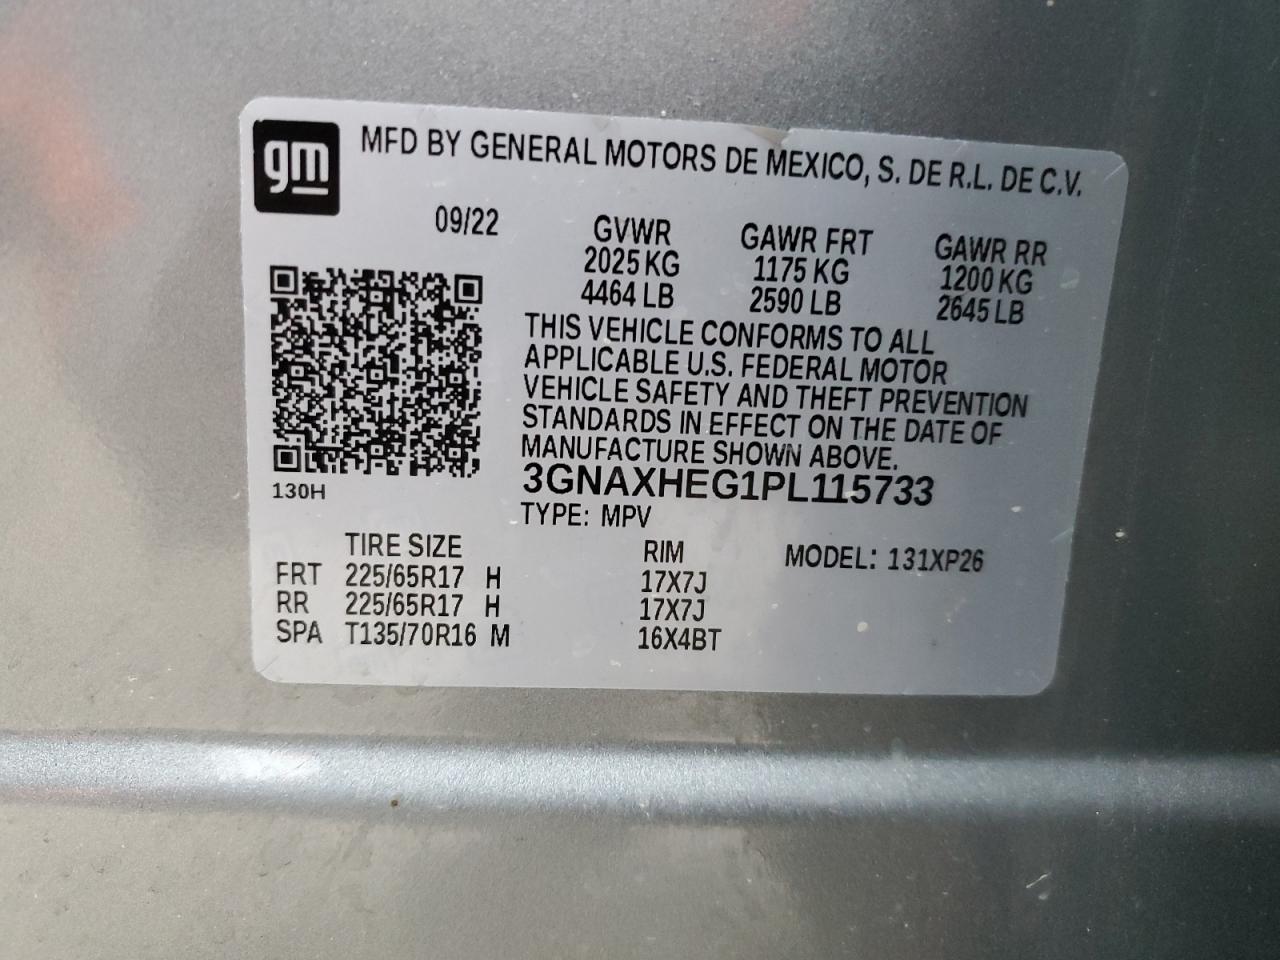 gm
MFD BY GENERAL MOTORS DE MEXICO, S. DE R.L. DE C.V.
09/22 GVWR GAWR FRT GAWR RR
2025 KG 1175 KG 1200 KG
4464 LB 2590 LB 2645 LB
THIS VEHICLE CONFORMS TO ALL
APPLICABLE U.S. FEDERAL MOTOR
VEHICLE SAFETY AND THEFT PREVENTION
STANDARDS IN EFFECT ON THE DATE OF
MANUFACTURE SHOWN ABOVE.
130H 3GNAXHEG1PL115733
TYPE: MPV
TIRE SIZE RIM MODEL: 131XP26
FRT 225/65R17 H 17X7J
RR 225/65R17 H 17X7J
SPA T135/70R16 M 16X4BT